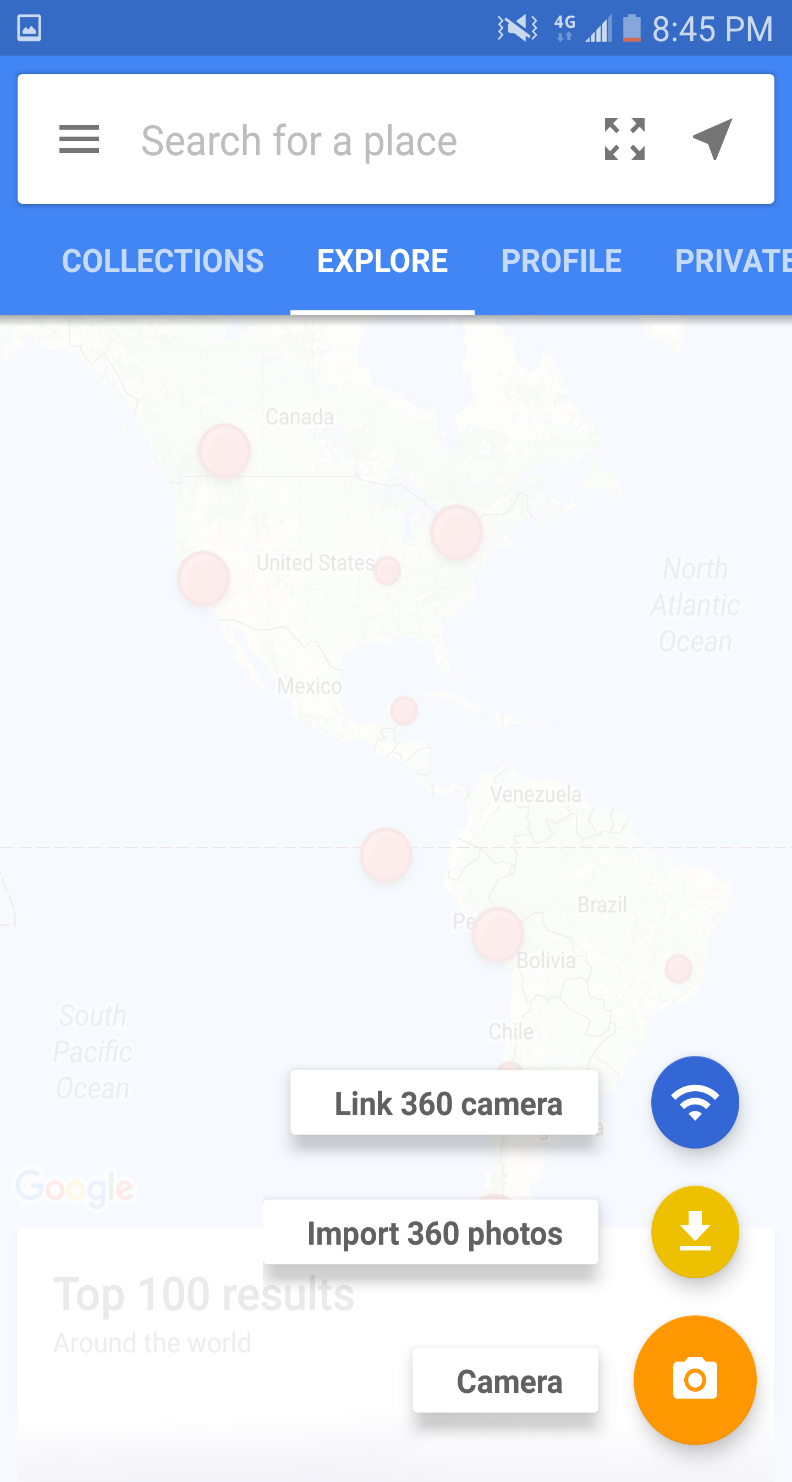 4G
8:45 PM
Search for a place
COLLECTIONS
EXPLORE
PROFILE
PRIVATE
Canada
United States
North
Atlantic
Ocean
Mexico
Venezuela
Brazil
Pe
Bolivia
South
Pacific
Ocean
Chile
Link 360 camera
Google
Import 360 photos
Top 100 results
Around the world
Camera